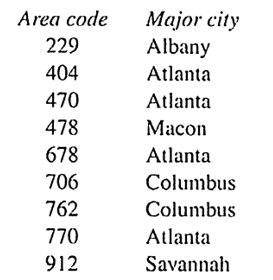 Area code Major city
229 Albany
404 Atlanta
470 Atlanta
478 Macon
678 Atlanta
706 Columbus
762 Columbus
770 Atlanta
912 Savannah